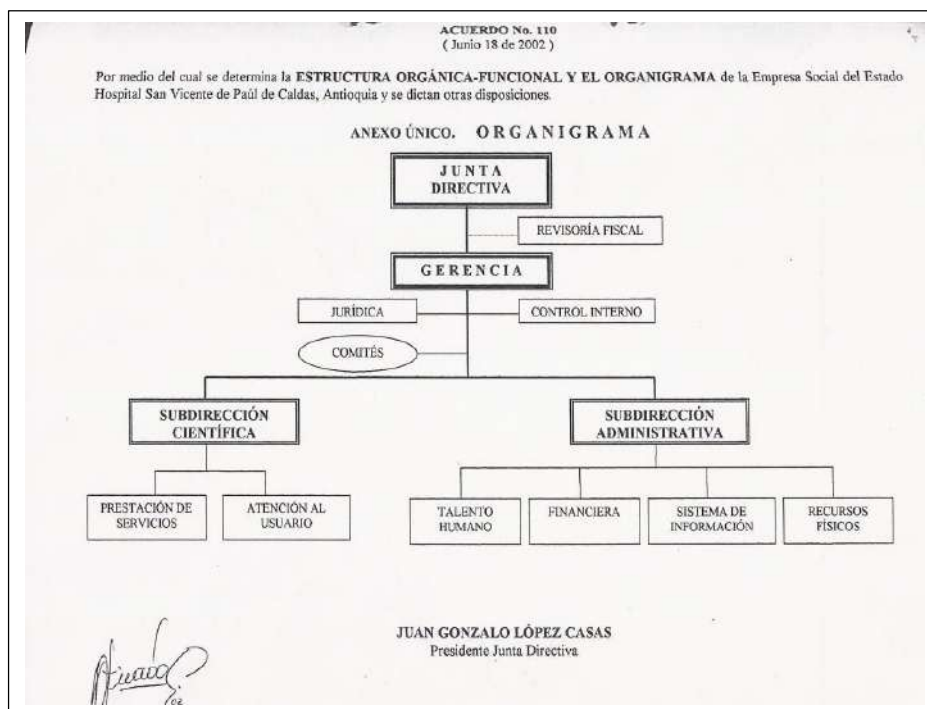 ACUERDO No. 110
( Junio 18 de 2002 )
Por medio del cual se determina la ESTRUCTURA ORGÁNICA-FUNCIONAL Y EL ORGANIGRAMA de la Empresa Social del Estado
Hospital San Vicente de Paúl de Caldas, Antioquia y se dictan otras disposiciones.
ANEXO ÚNICO. ORGANIGRAMA
JUNTA
DIRECTIVA
REVISORÍA FISCAL
GERENCIA
JURÍDICA
CONTROL INTERNO
COMITÉS
SUBDIRECCIÓN
CIENTÍFICA
SUBDIRECCIÓN
ADMINISTRATIVA
PRESTACIÓN DE
SERVICIOS
ATENCIÓN AL
USUARIO
TALENTO
HUMANO
FINANCIERA
SISTEMA DE
INFORMACIÓN
RECURSOS
FÍSICOS
JUAN GONZALO LÓPEZ CASAS
Presidente Junta Directiva